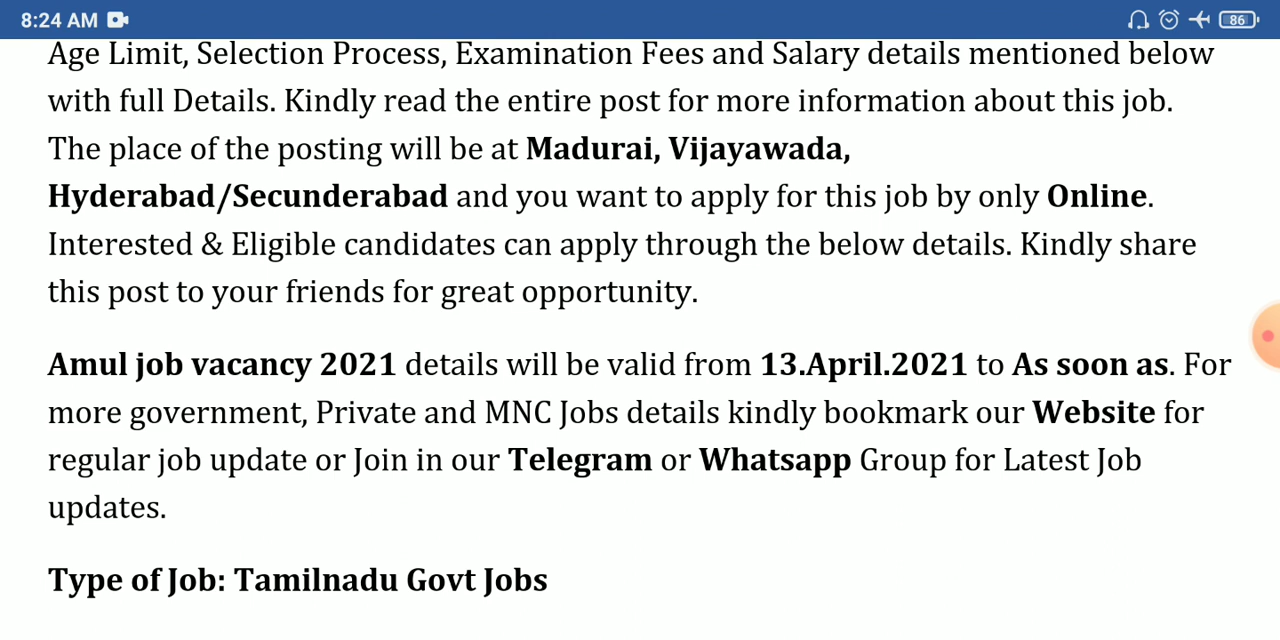 8:24 AM
86
Age Limit, Selection Process, Examination Fees and Salary details mentioned below
with full Details. Kindly read the entire post for more information about this job.
The place of the posting will be at Madurai, Vijayawada,
Hyderabad/Secunderabad and you want to apply for this job by only Online.
Interested & Eligible candidates can apply through the below details. Kindly share
this post to your friends for great opportunity.
Amul job vacancy 2021 details will be valid from 13.April.2021 to As soon as. For
more government, Private and MNC Jobs details kindly bookmark our Website for
regular job update or Join in our Telegram or Whatsapp Group for Latest Job
updates.
Type of Job: Tamilnadu Govt Jobs